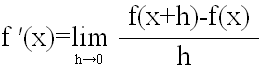 f '(x)=lim h→0 f(x+h)-f(x) / h